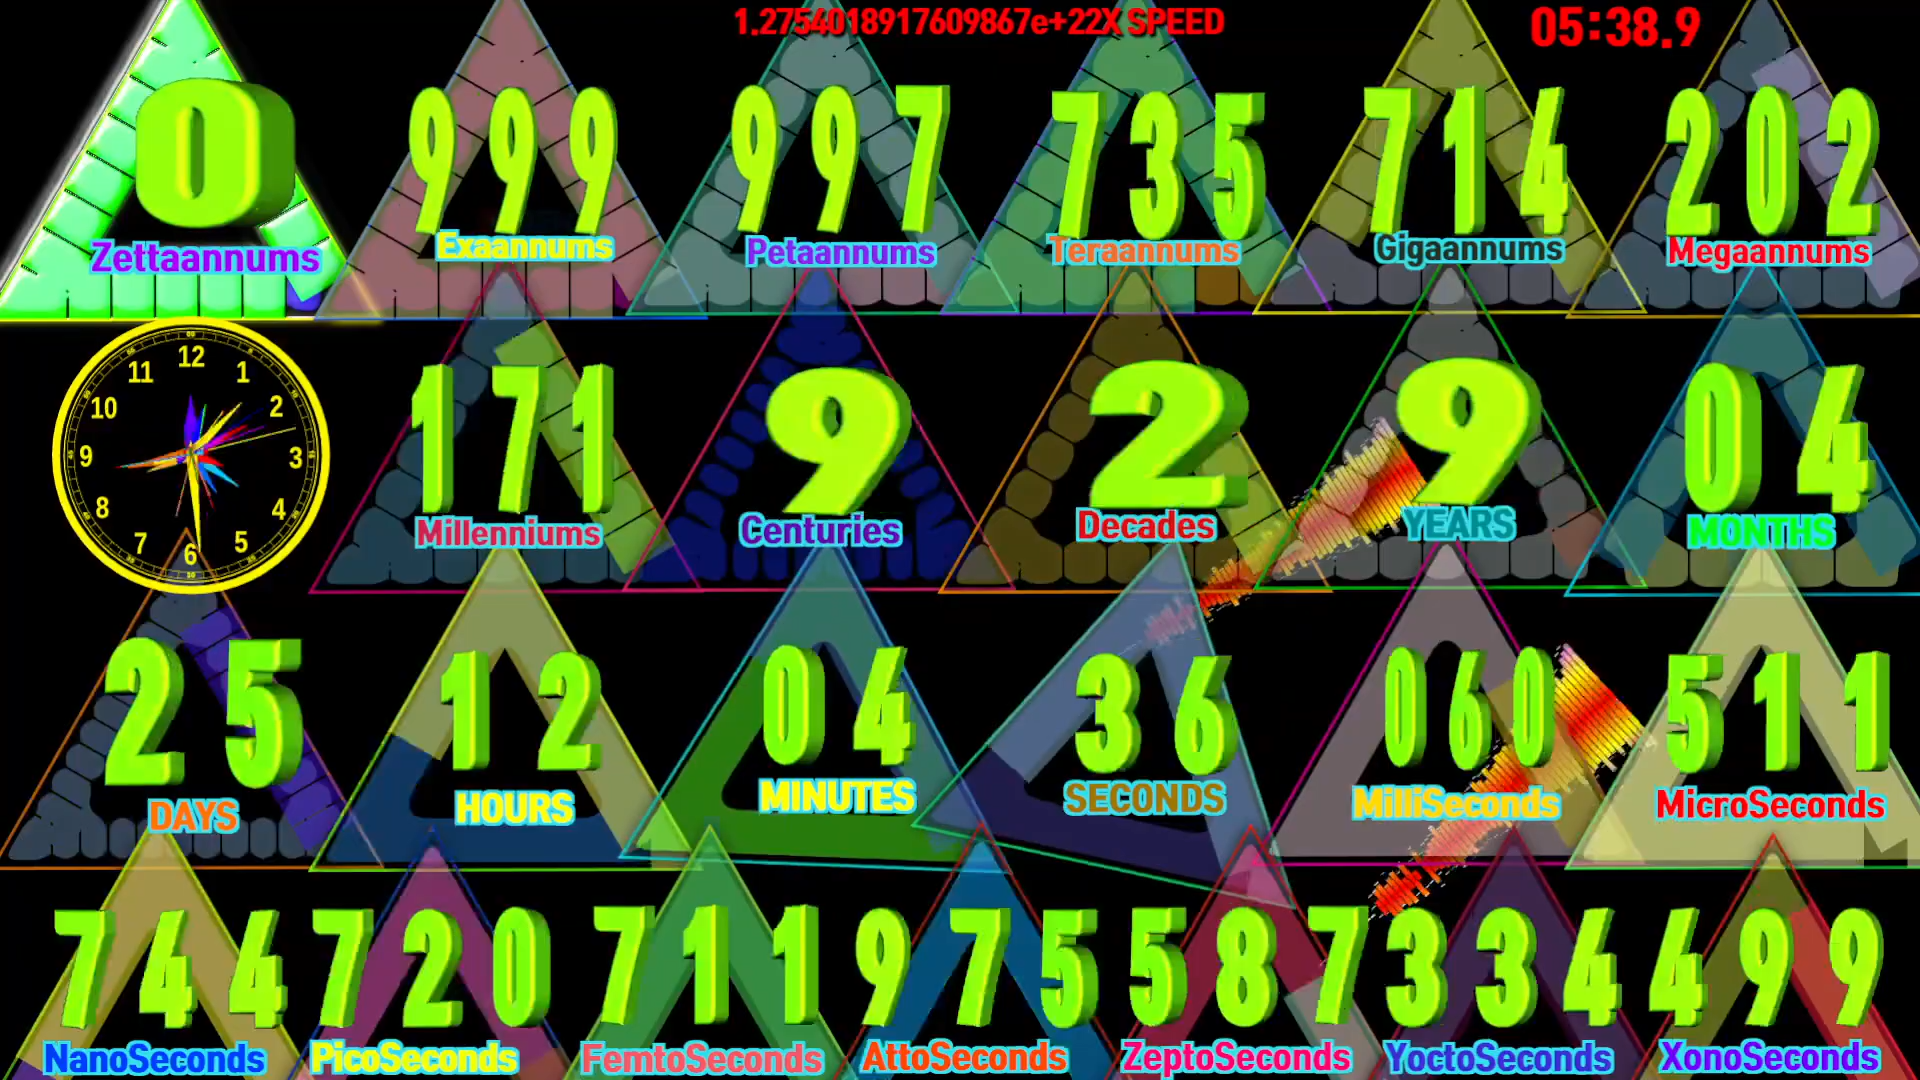 1.2754018917609867e+22X SPEED
05:38.9
0 999 997 735 714 202
Zettaannums Exaannums Petaannums Teraannums Gigaannums Megaannums
12
11 1
10 2
9 3
8 4
7 5
6
171 9 2 9 04
Millenniums Centuries Decades YEARS MONTHS
25 12 04 36 060 511
DAYS HOURS MINUTES SECONDS MilliSeconds MicroSeconds
744 720 711 975 587 334 499
NanoSeconds PicoSeconds FemtoSeconds AttoSeconds ZeptoSeconds YoctoSeconds XonoSeconds